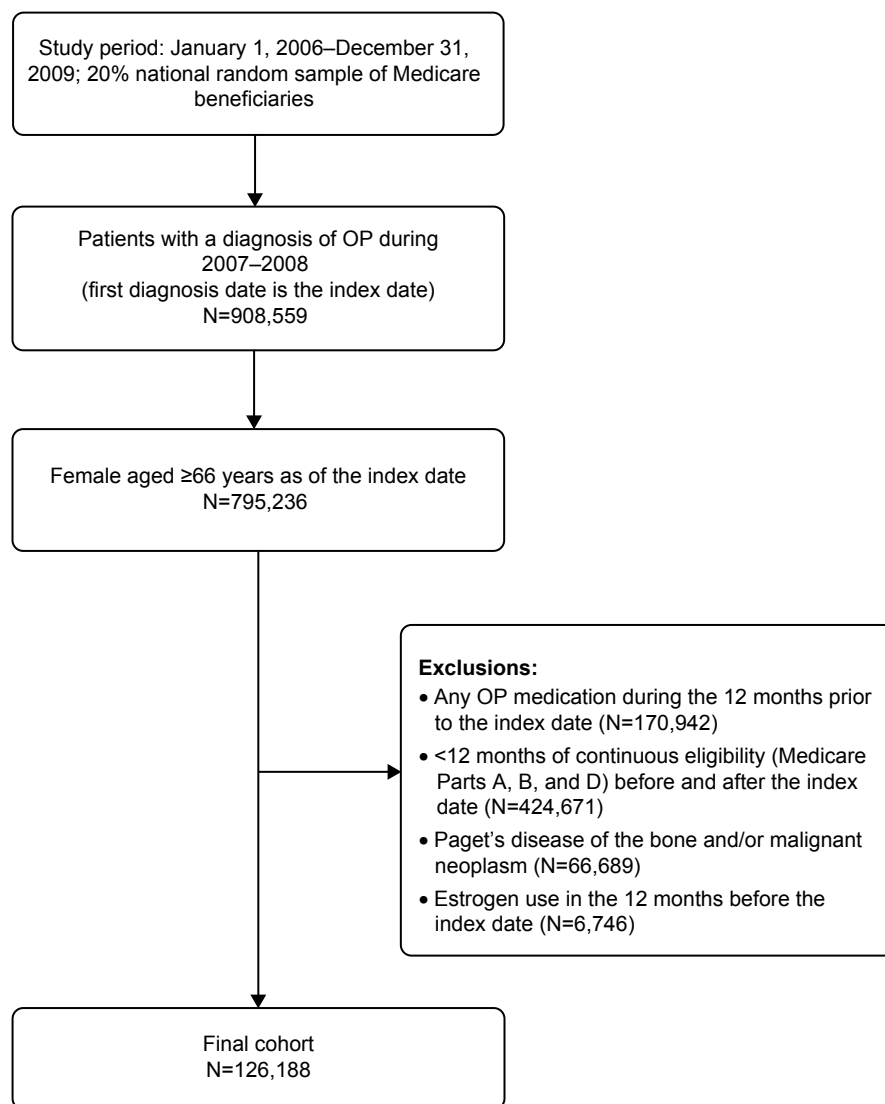 Study period: January 1, 2006–December 31,
2009; 20% national random sample of Medicare
beneficiaries
Patients with a diagnosis of OP during
2007–2008
(first diagnosis date is the index date)
N=908,559
Female aged ≥66 years as of the index date
N=795,236
Exclusions:
• Any OP medication during the 12 months prior
to the index date (N=170,942)
• <12 months of continuous eligibility (Medicare
Parts A, B, and D) before and after the index
date (N=424,671)
• Paget’s disease of the bone and/or malignant
neoplasm (N=66,689)
• Estrogen use in the 12 months before the
index date (N=6,746)
Final cohort
N=126,188